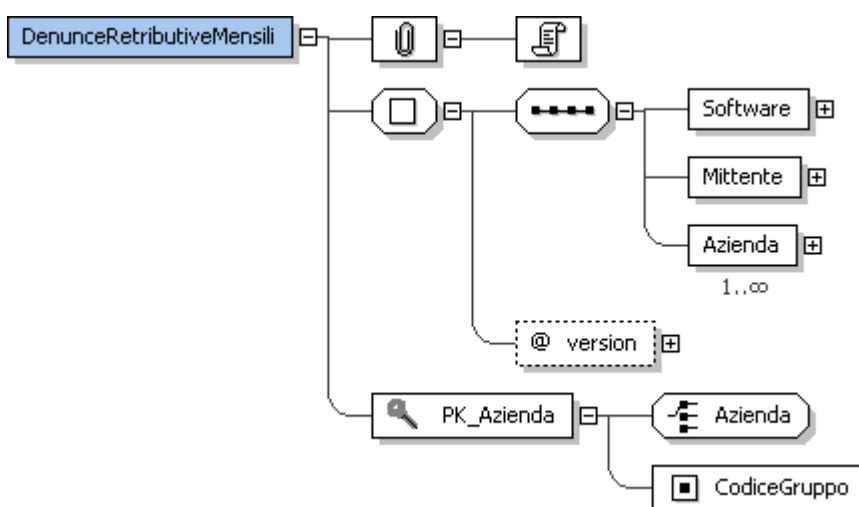 DenunceRetributiveMensili
Software
Mittente
Azienda
1..∞
@ version
PK_Azienda
Azienda
CodiceGruppo